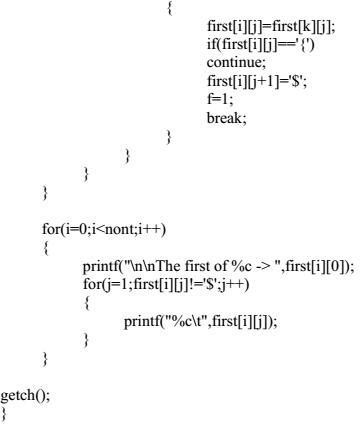 {
first[i][j]=first[k][j];
if(first[i][j]=='{')
continue;
first[i][j+1]='$';
f=1;
break;
}
}
}
}
for(i=0;i<nont;i++)
{
printf("\n\nThe first of %c -> ",first[i][0]);
for(j=1;first[i][j]!='$';j++)
{
printf("%c\t",first[i][j]);
}
}
getch();
}